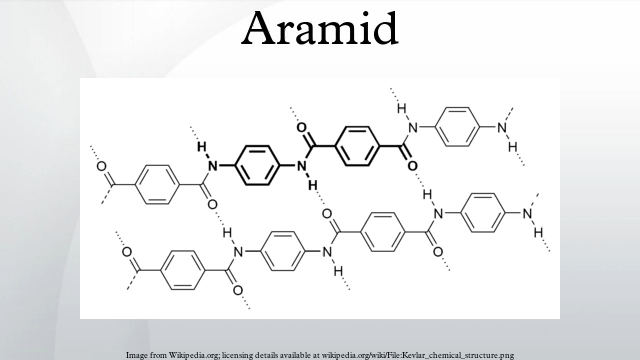 Aramid
H
N
N
H
O
N
H
O
H
N
O
O
N
H
O
H
N
O
H
N
O
N
H
O
H
N
O
N
H
O
Image from Wikipedia.org; licensing details available at wikipedia.org/wiki/File:Kevlar_chemical_structure.png